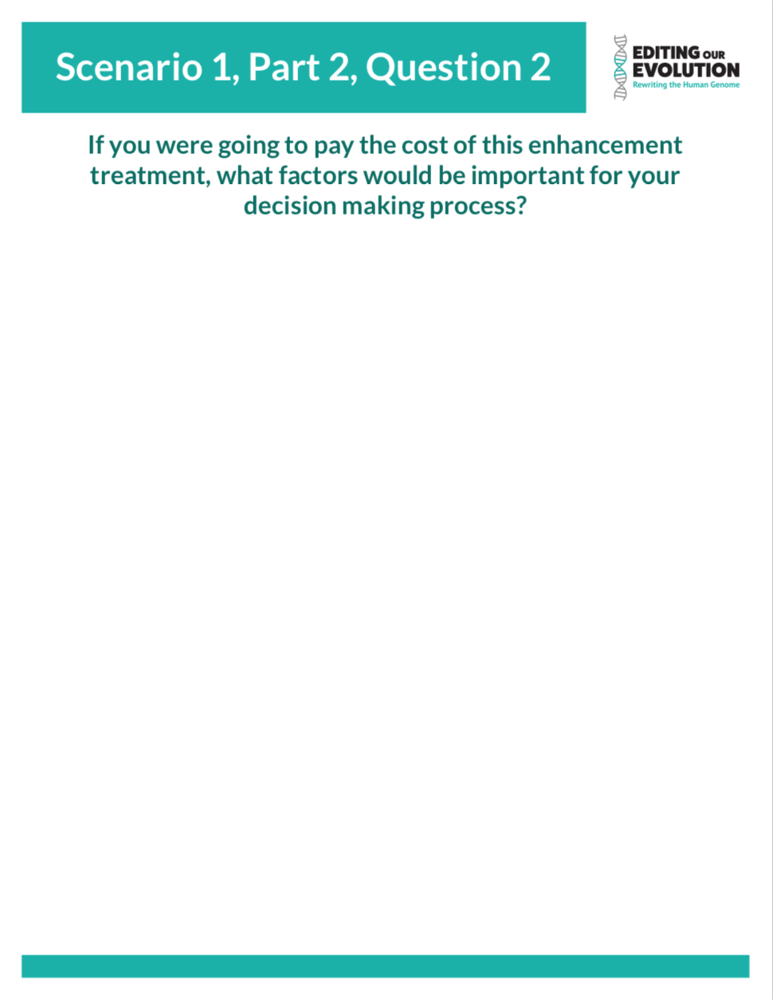 Scenario 1, Part 2, Question 2
EDITING OUR
EVOLUTION
Rewriting the Human Genome
If you were going to pay the cost of this enhancement
treatment, what factors would be important for your
decision making process?